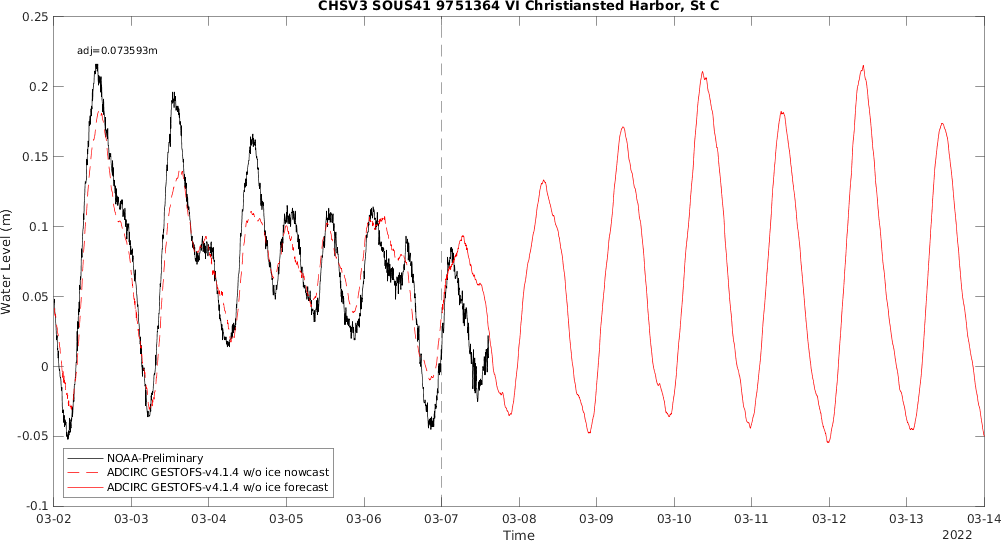 CHSV3 SOUS41 9751364 VI Christiansted Harbor, St C
adj=0.073593m
0.25
0.2
0.15
0.1
0.05
0
-0.05
-0.1
Water Level (m)
NOAA-Preliminary
ADCIRC GESTOFS-v4.1.4 w/o ice nowcast
ADCIRC GESTOFS-v4.1.4 w/o ice forecast
03-02 03-03 03-04 03-05 03-06 03-07 03-08 03-09 03-10 03-11 03-12 03-13 03-14
Time
2022